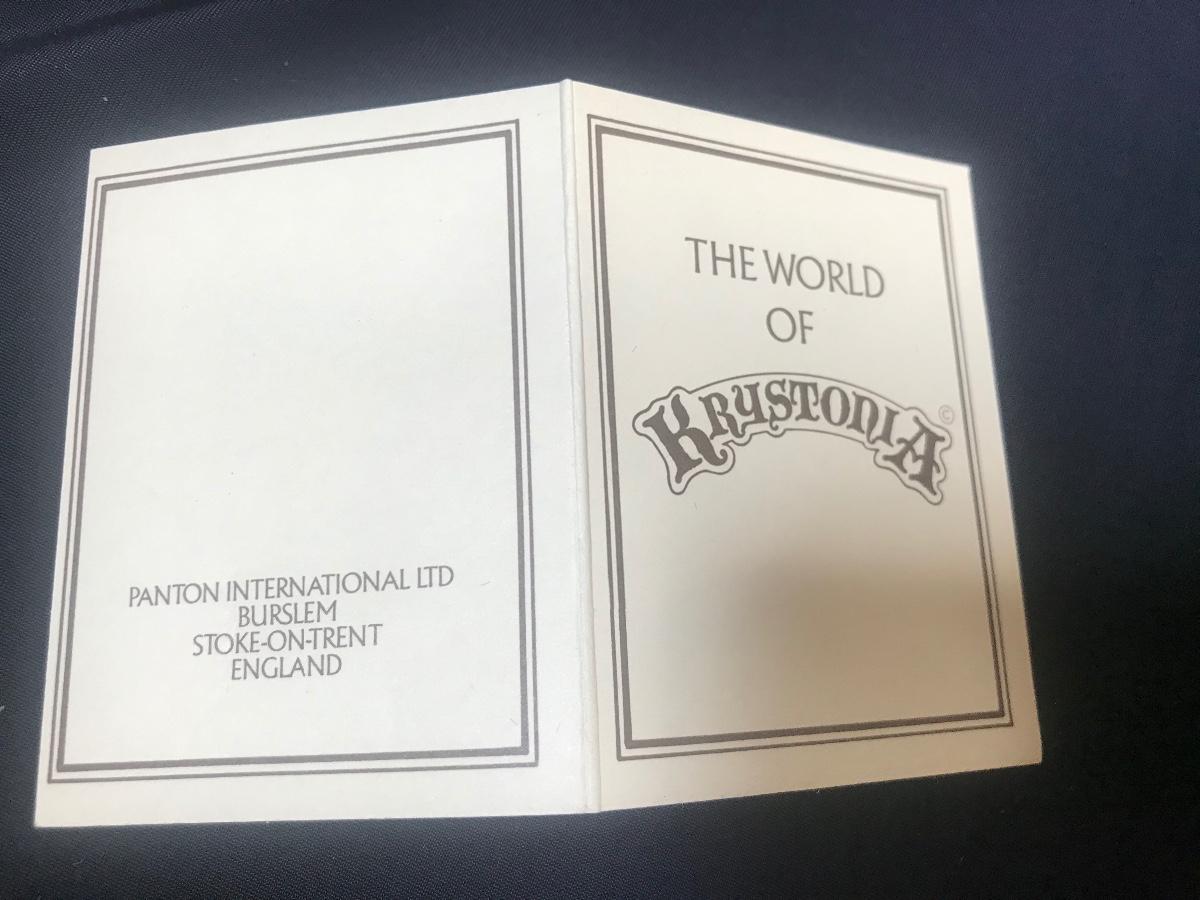 PANTON INTERNATIONAL LTD
BURSLEM
STOKE-ON-TRENT
ENGLAND
THE WORLD
OF
KRYSTONIA ©